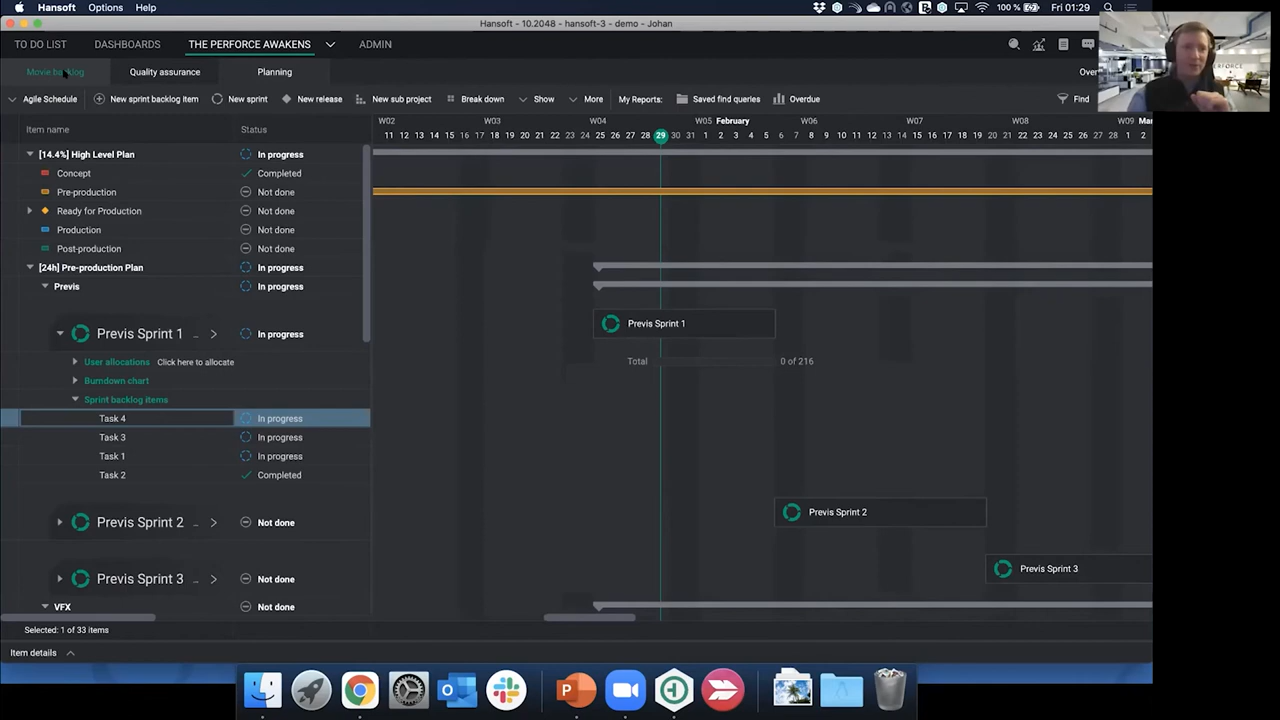 Hansoft Options Help
100 % Fri 01:29
Hansoft - 10.2048 - hansoft-3 - demo - Johan
TO DO LIST DASHBOARDS THE PERFORCE AWAKENS ADMIN
Movie backlog Quality assurance Planning Over
Agile Schedule New sprint backlog item New sprint New release New sub project Break down Show More My Reports: Saved find queries Overdue Find
Item name Status
W02 W03 W04 W05 February W06 W07 W08 W09 Mar
11 12 13 14 15 16 17 18 19 20 21 22 23 24 25 26 27 28 29 30 31 1 2 3 4 5 6 7 8 9 10 11 12 13 14 15 16 17 18 19 20 21 22 23 24 25 26 27 28 1 2
[14.4%] High Level Plan In progress
Concept Completed
Pre-production Not done
Ready for Production Not done
Production Not done
Post-production Not done
[24h] Pre-production Plan In progress
Previs In progress
Previs Sprint 1 ... In progress
Previs Sprint 1
User allocations Click here to allocate
Total 0 of 216
Burndown chart
Sprint backlog items
Task 4 In progress
Task 3 In progress
Task 1 In progress
Task 2 Completed
Previs Sprint 2 ... Not done
Previs Sprint 2
Previs Sprint 3 ... Not done
Previs Sprint 3
VFX Not done
Selected: 1 of 33 items
Item details